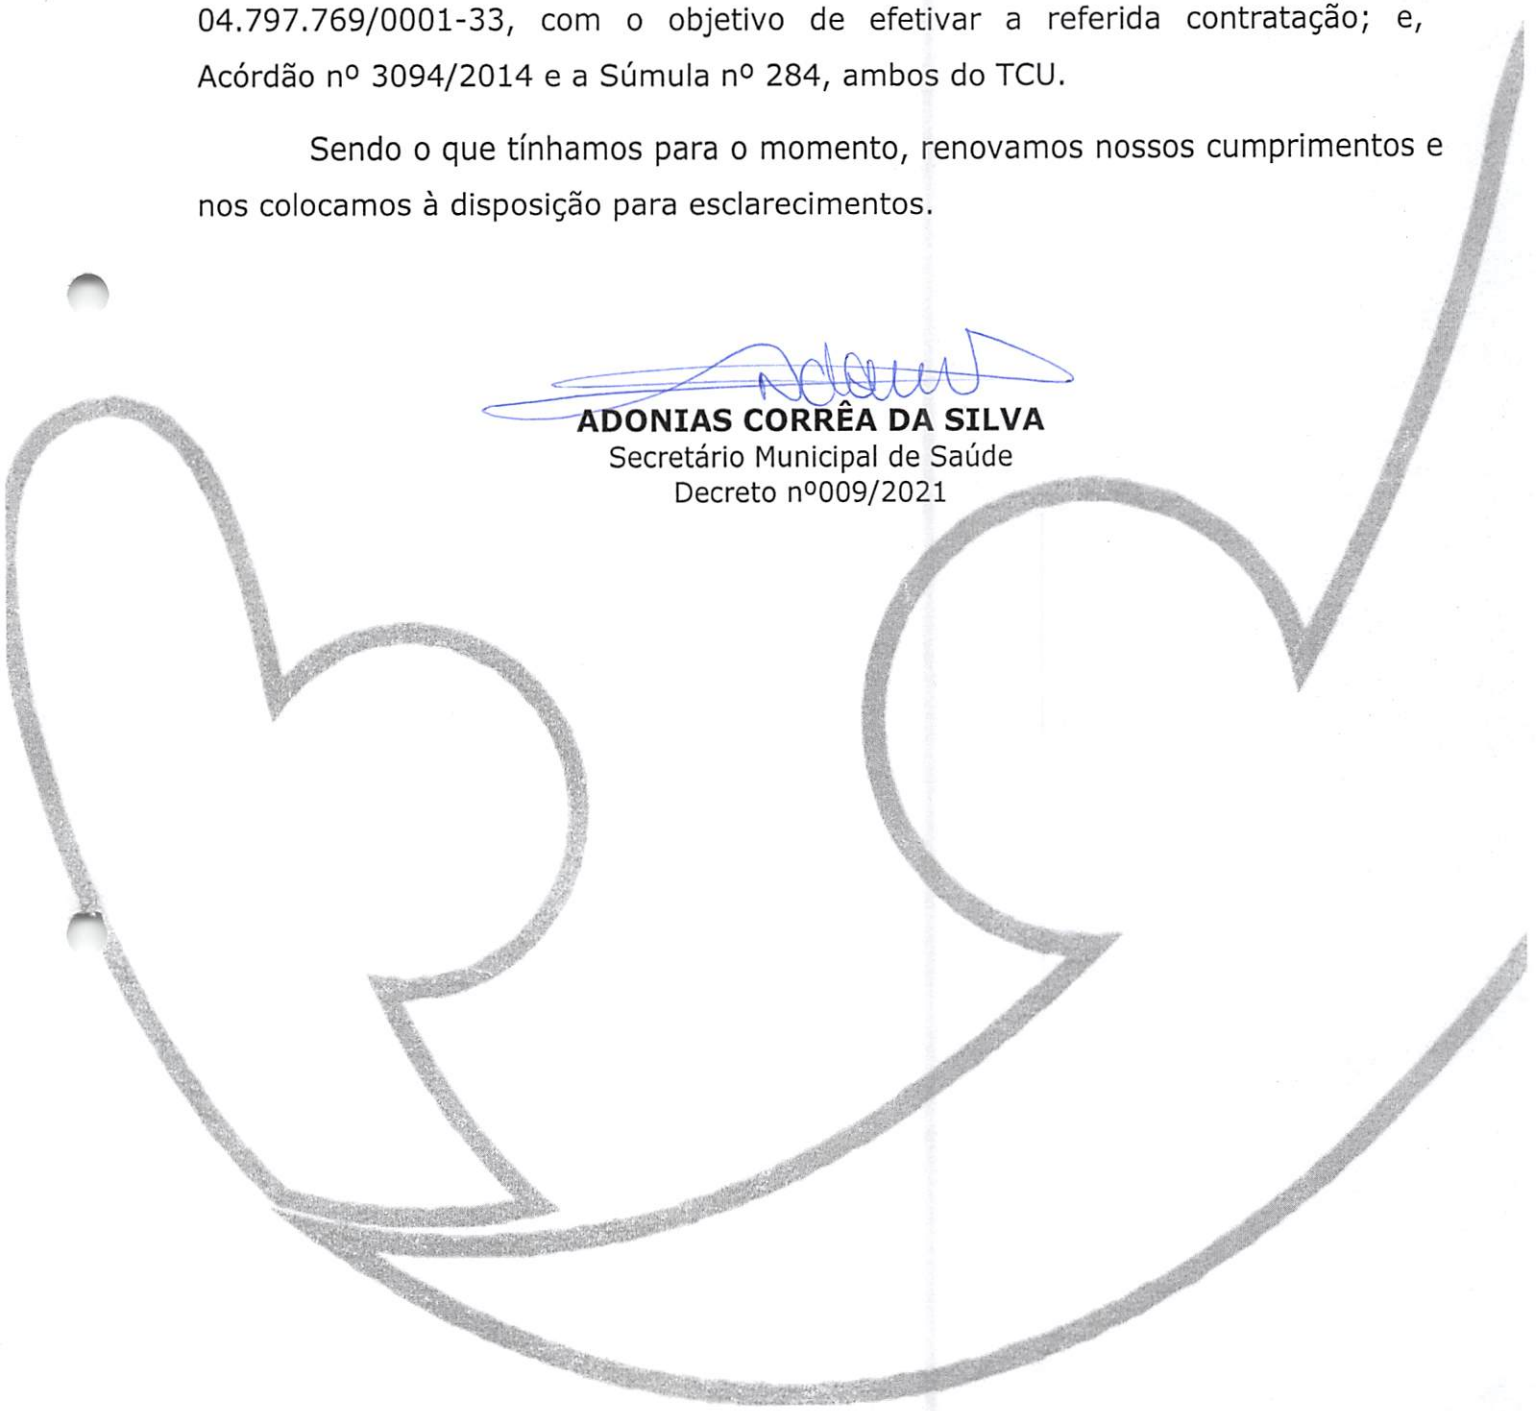 04.797.769/0001-33, com o objetivo de efetivar a referida contratação; e,
Acórdão nº 3094/2014 e a Súmula nº 284, ambos do TCU.
Sendo o que tínhamos para o momento, renovamos nossos cumprimentos e
nos colocamos à disposição para esclarecimentos.
ADONIAS CORRÊA DA SILVA
Secretário Municipal de Saúde
Decreto nº009/2021